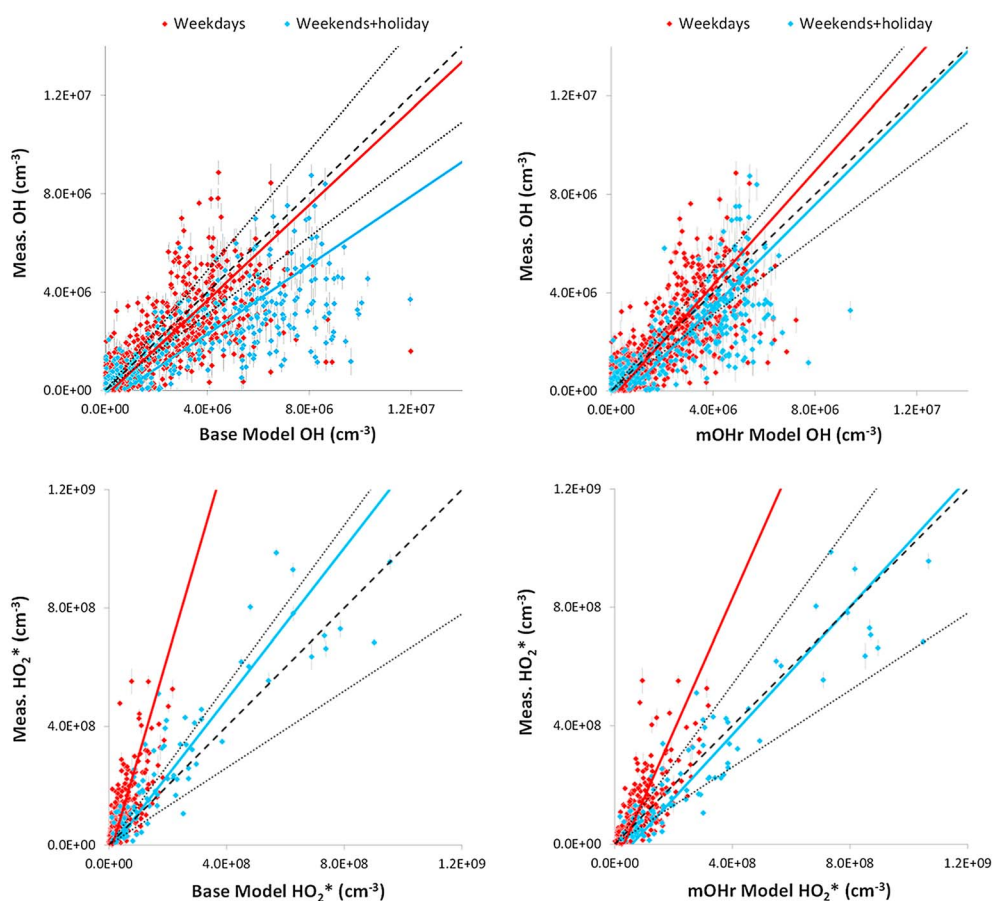 Weekdays Weekends+holiday
1.2E+07
8.0E+06
4.0E+06
0.0E+00
Meas. OH (cm⁻³)
0.0E+00 4.0E+06 8.0E+06 1.2E+07
Base Model OH (cm⁻³)
Weekdays Weekends+holiday
1.2E+07
8.0E+06
4.0E+06
0.0E+00
Meas. OH (cm⁻³)
0.0E+00 4.0E+06 8.0E+06 1.2E+07
mOHr Model OH (cm⁻³)
1.2E+09
8.0E+08
4.0E+08
0.0E+00
Meas. HO₂* (cm⁻³)
0.0E+00 4.0E+08 8.0E+08 1.2E+09
Base Model HO₂* (cm⁻³)
1.2E+09
8.0E+08
4.0E+08
0.0E+00
Meas. HO₂* (cm⁻³)
0.0E+00 4.0E+08 8.0E+08 1.2E+09
mOHr Model HO₂* (cm⁻³)